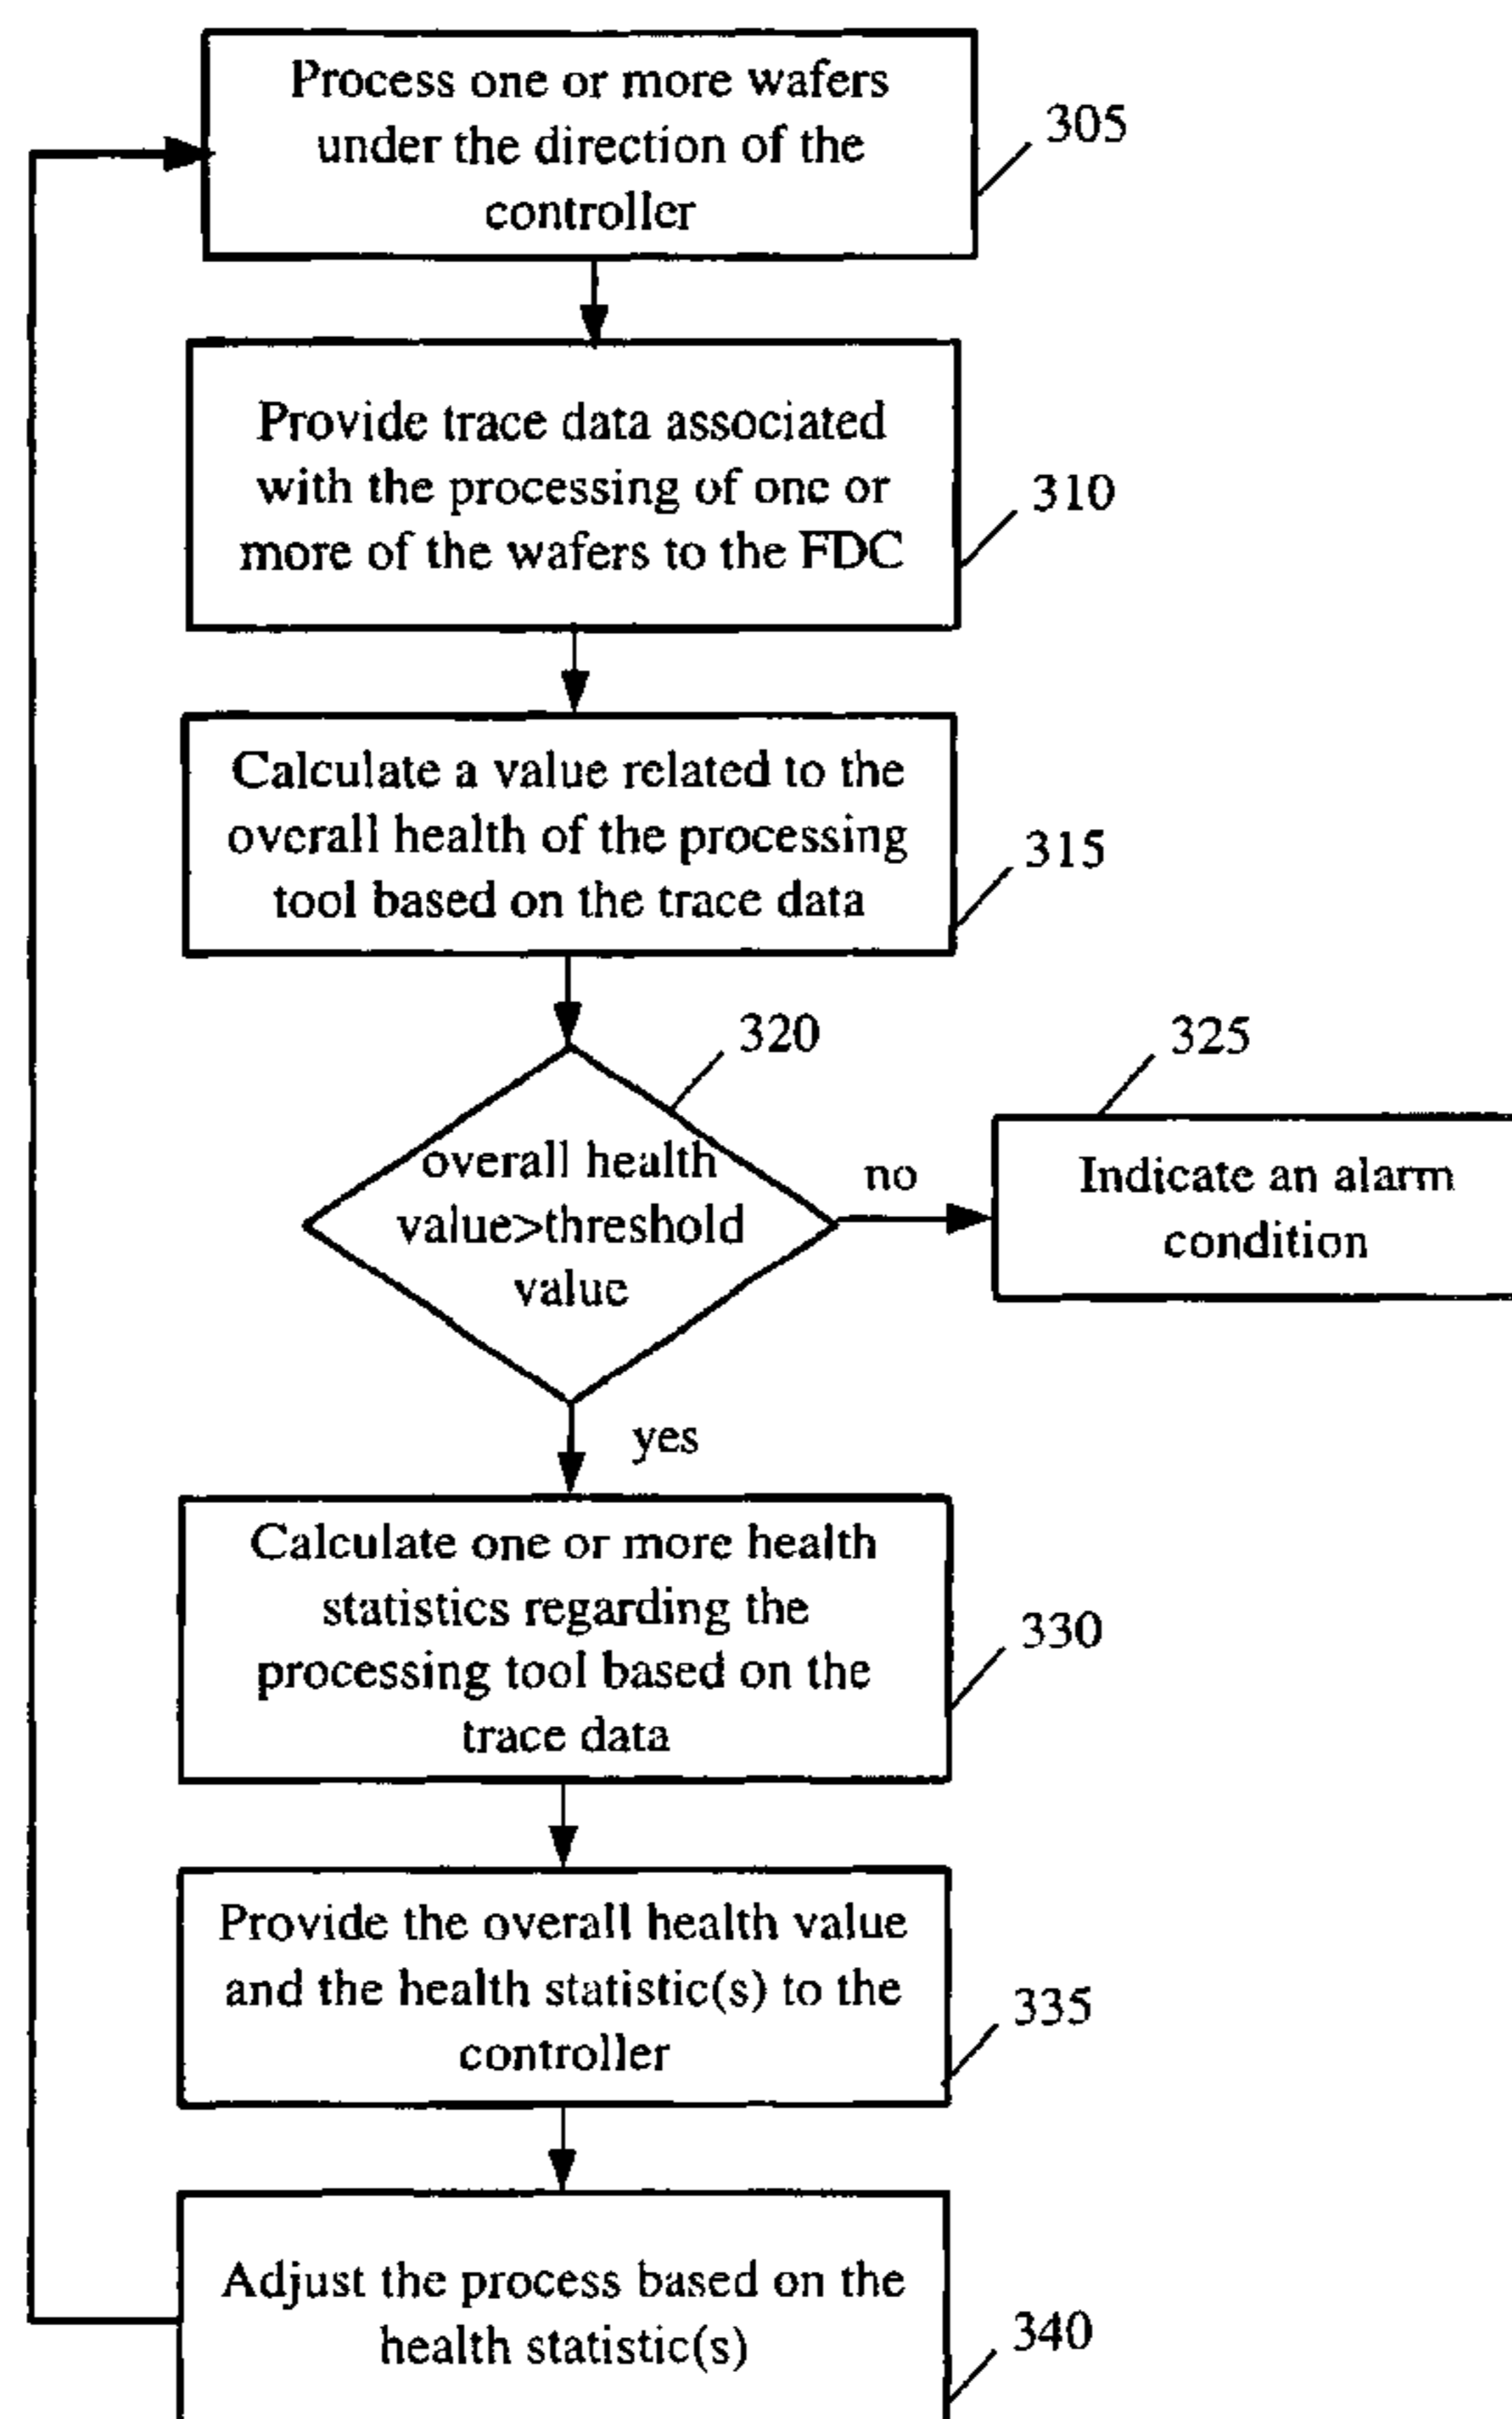 Process one or more wafers
under the direction of the
controller
305
Provide trace data associated
with the processing of one or
more of the wafers to the FDC
310
Calculate a value related to the
overall health of the processing
tool based on the trace data
315
320
overall health
value>threshold
value
no
325
Indicate an alarm
condition
yes
Calculate one or more health
statistics regarding the
processing tool based on the
trace data
330
Provide the overall health value
and the health statistic(s) to the
controller
335
Adjust the process based on the
health statistic(s)
340